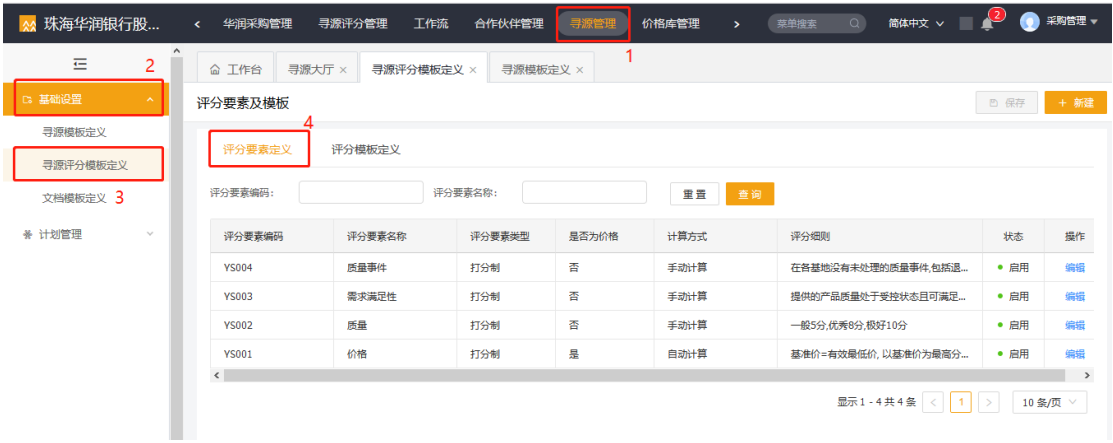 珠海华润银行股...
华润采购管理 寻源评分管理 工作流 合作伙伴管理 寻源管理 价格库管理 菜单搜索 简体中文 2 采购管理
1
2
工作台 寻源大厅 × 寻源评分模板定义 × 寻源模板定义 ×
基础设置
评分要素及模板 保存 + 新建
寻源模板定义
4
评分要素定义 评分模板定义
寻源评分模板定义
文档模板定义 3
评分要素编码: 评分要素名称: 重置 查询
计划管理
评分要素编码 评分要素名称 评分要素类型 是否为价格 计算方式 评分细则 状态 操作
YS004 质量事件 打分制 否 手动计算 在各基地没有未处理的质量事件,包括退... 启用 编辑
YS003 需求满足性 打分制 否 手动计算 提供的产品质量处于受控状态且可满足... 启用 编辑
YS002 质量 打分制 否 手动计算 一般5分,优秀8分,极好10分 启用 编辑
YS001 价格 打分制 是 自动计算 基准价=有效最低价, 以基准价为最高分... 启用 编辑
显示 1 - 4 共 4 条 < 1 > 10 条/页